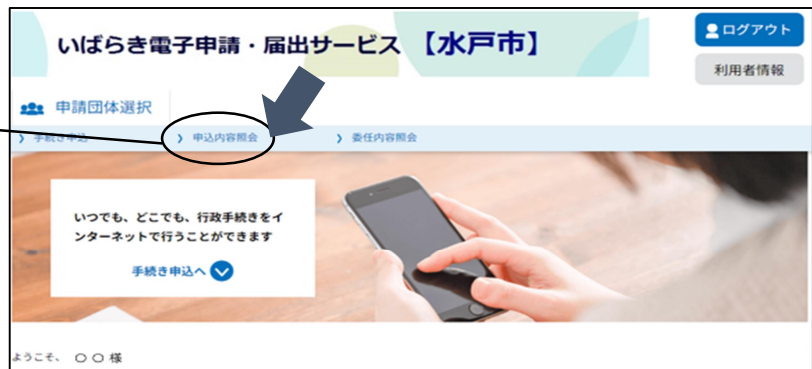 いばらき電子申請・届出サービス 【水戸市】
ログアウト
利用者情報
申請団体選択
手続き申込
申込内容照会
委任内容照会
いつでも、どこでも、行政手続きをイ
ンターネットで行うことができます
手続き申込へ
ようこそ、 〇〇様